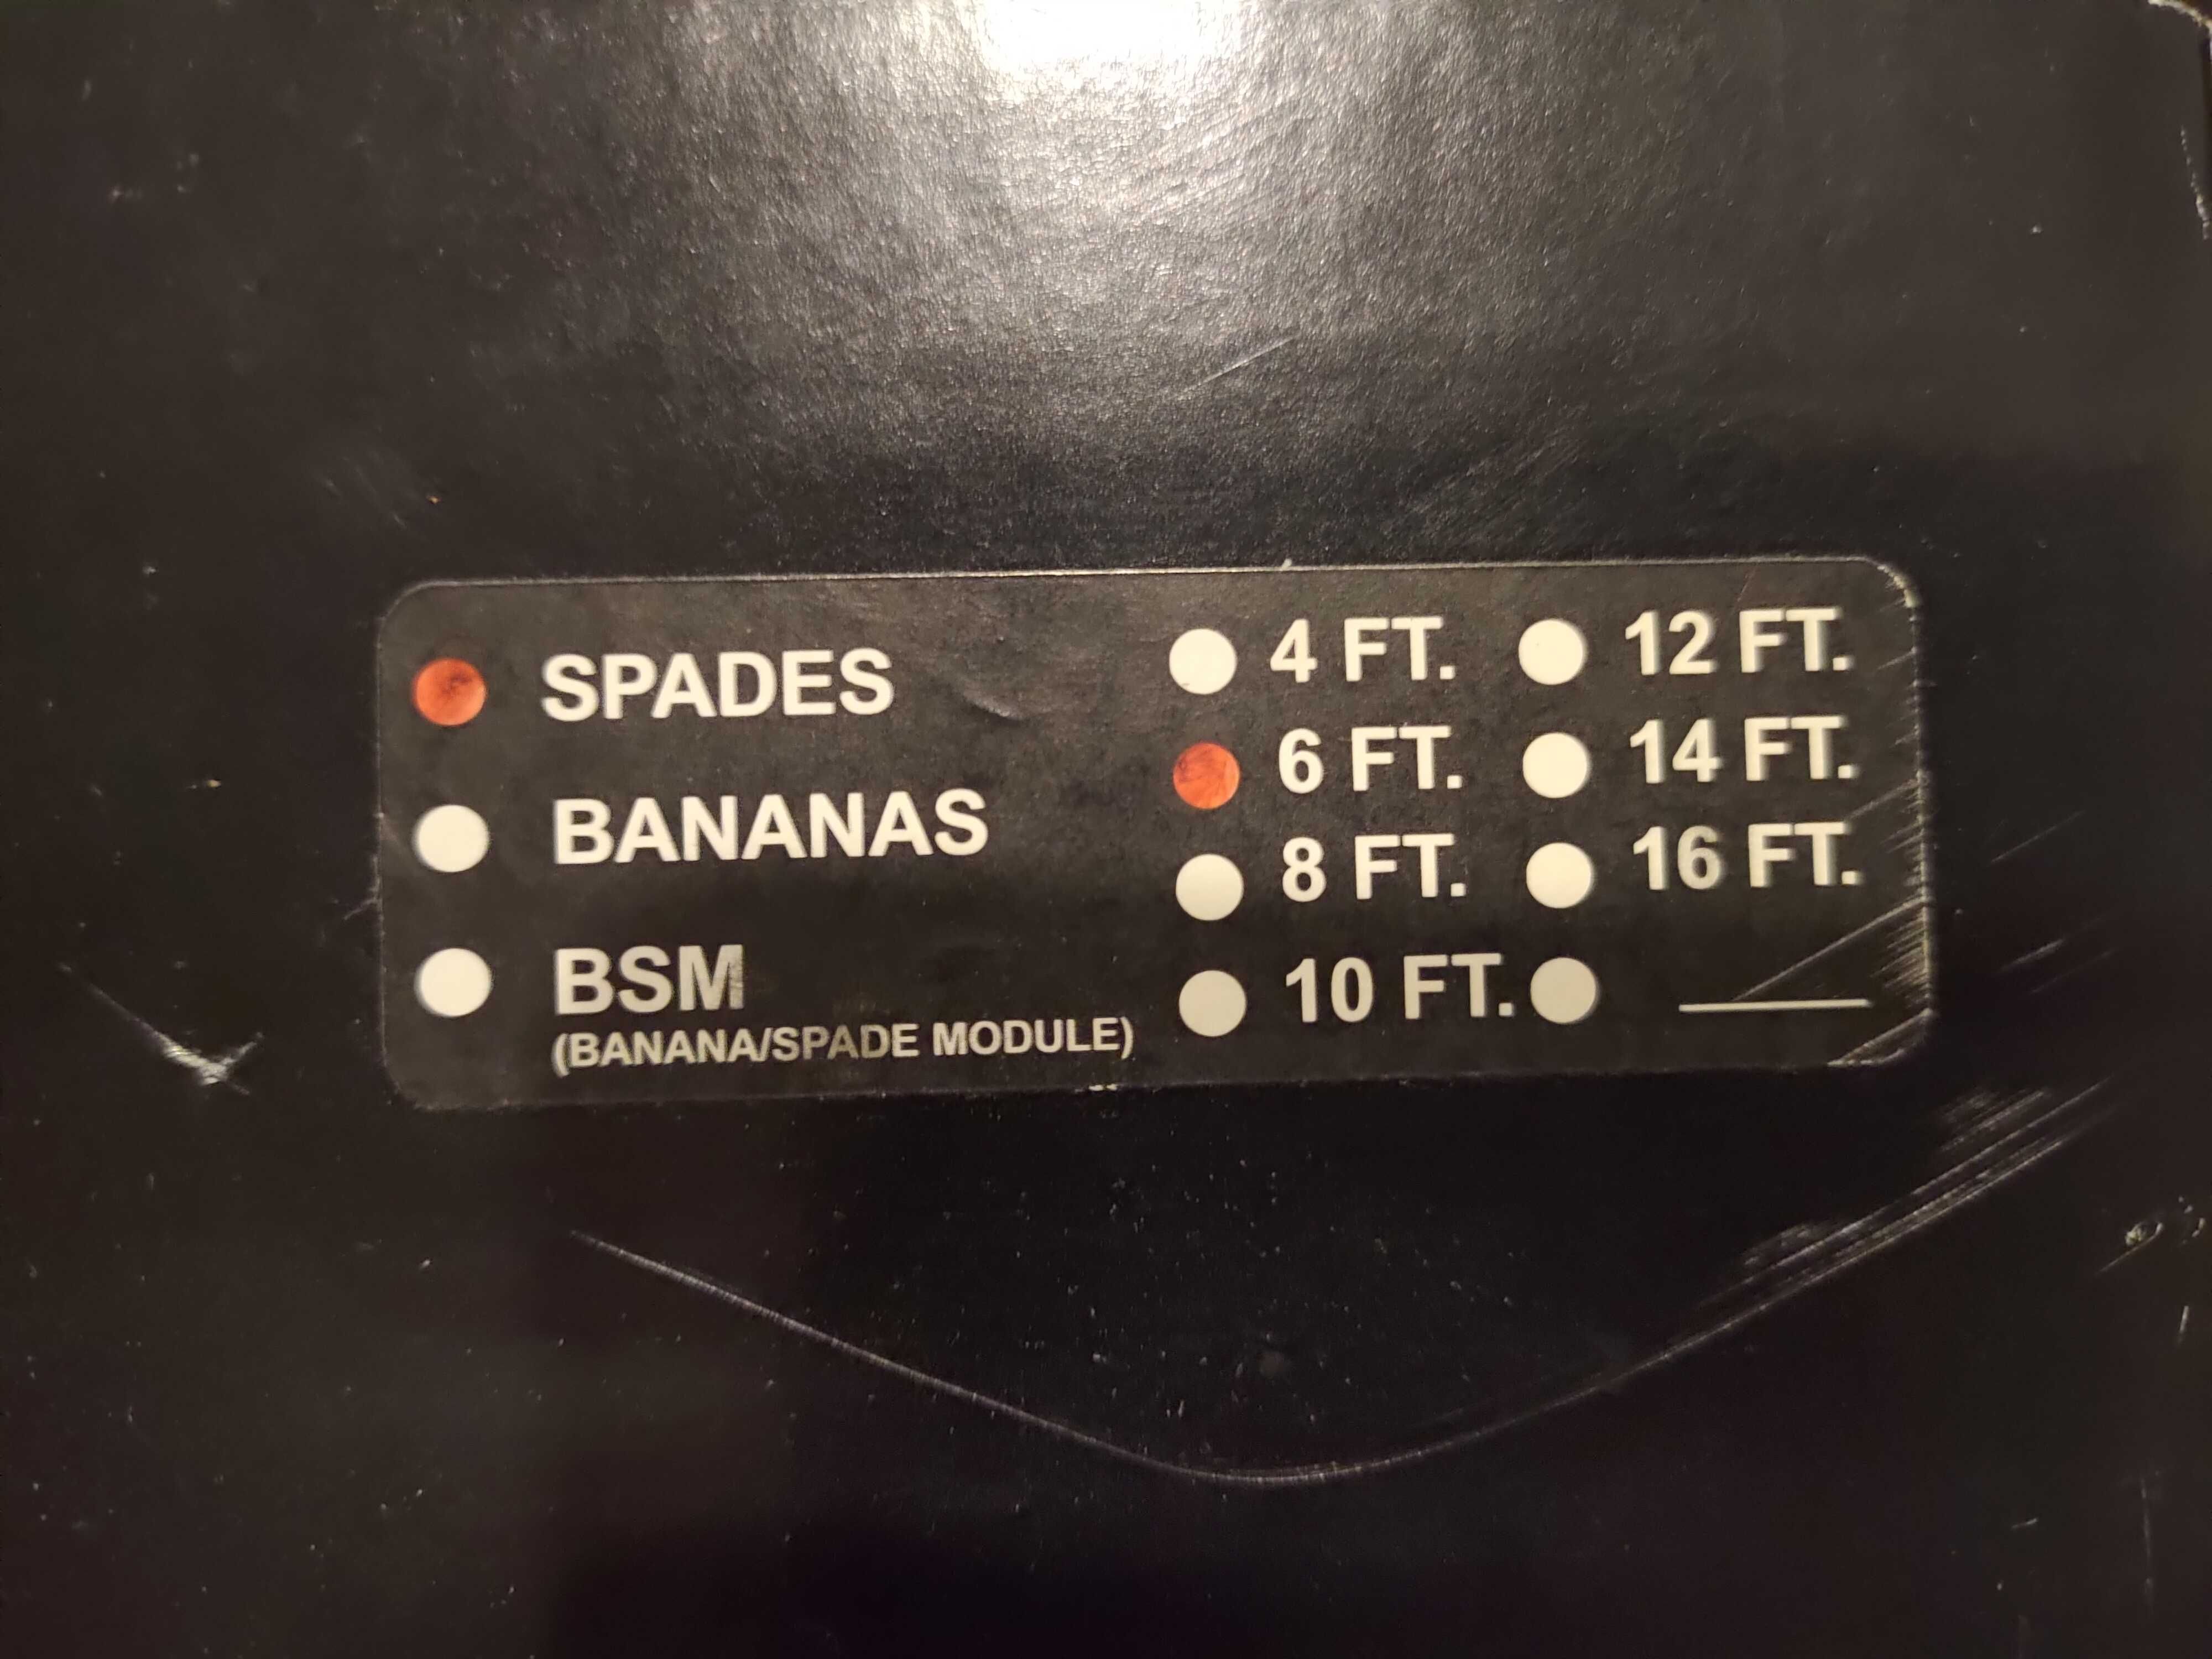 SPADES
BANANAS
BSM
(BANANA/SPADE MODULE)
4 FT.
6 FT.
8 FT.
10 FT.
12 FT.
14 FT.
16 FT.